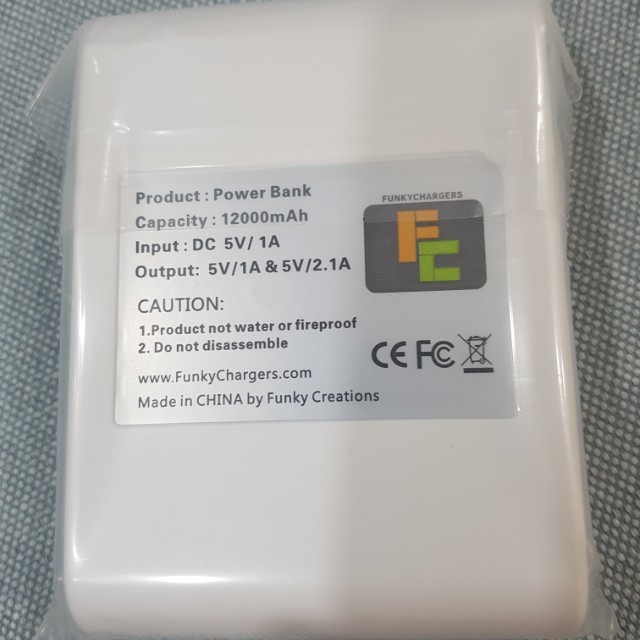 Product : Power Bank
Capacity : 12000mAh
Input : DC 5V/ 1A
Output: 5V/1A & 5V/2.1A
FUNKYCHARGERS
FC
CAUTION:
1.Product not water or fireproof
2. Do not disassemble
CE FC
www.FunkyChargers.com
Made in CHINA by Funky Creations